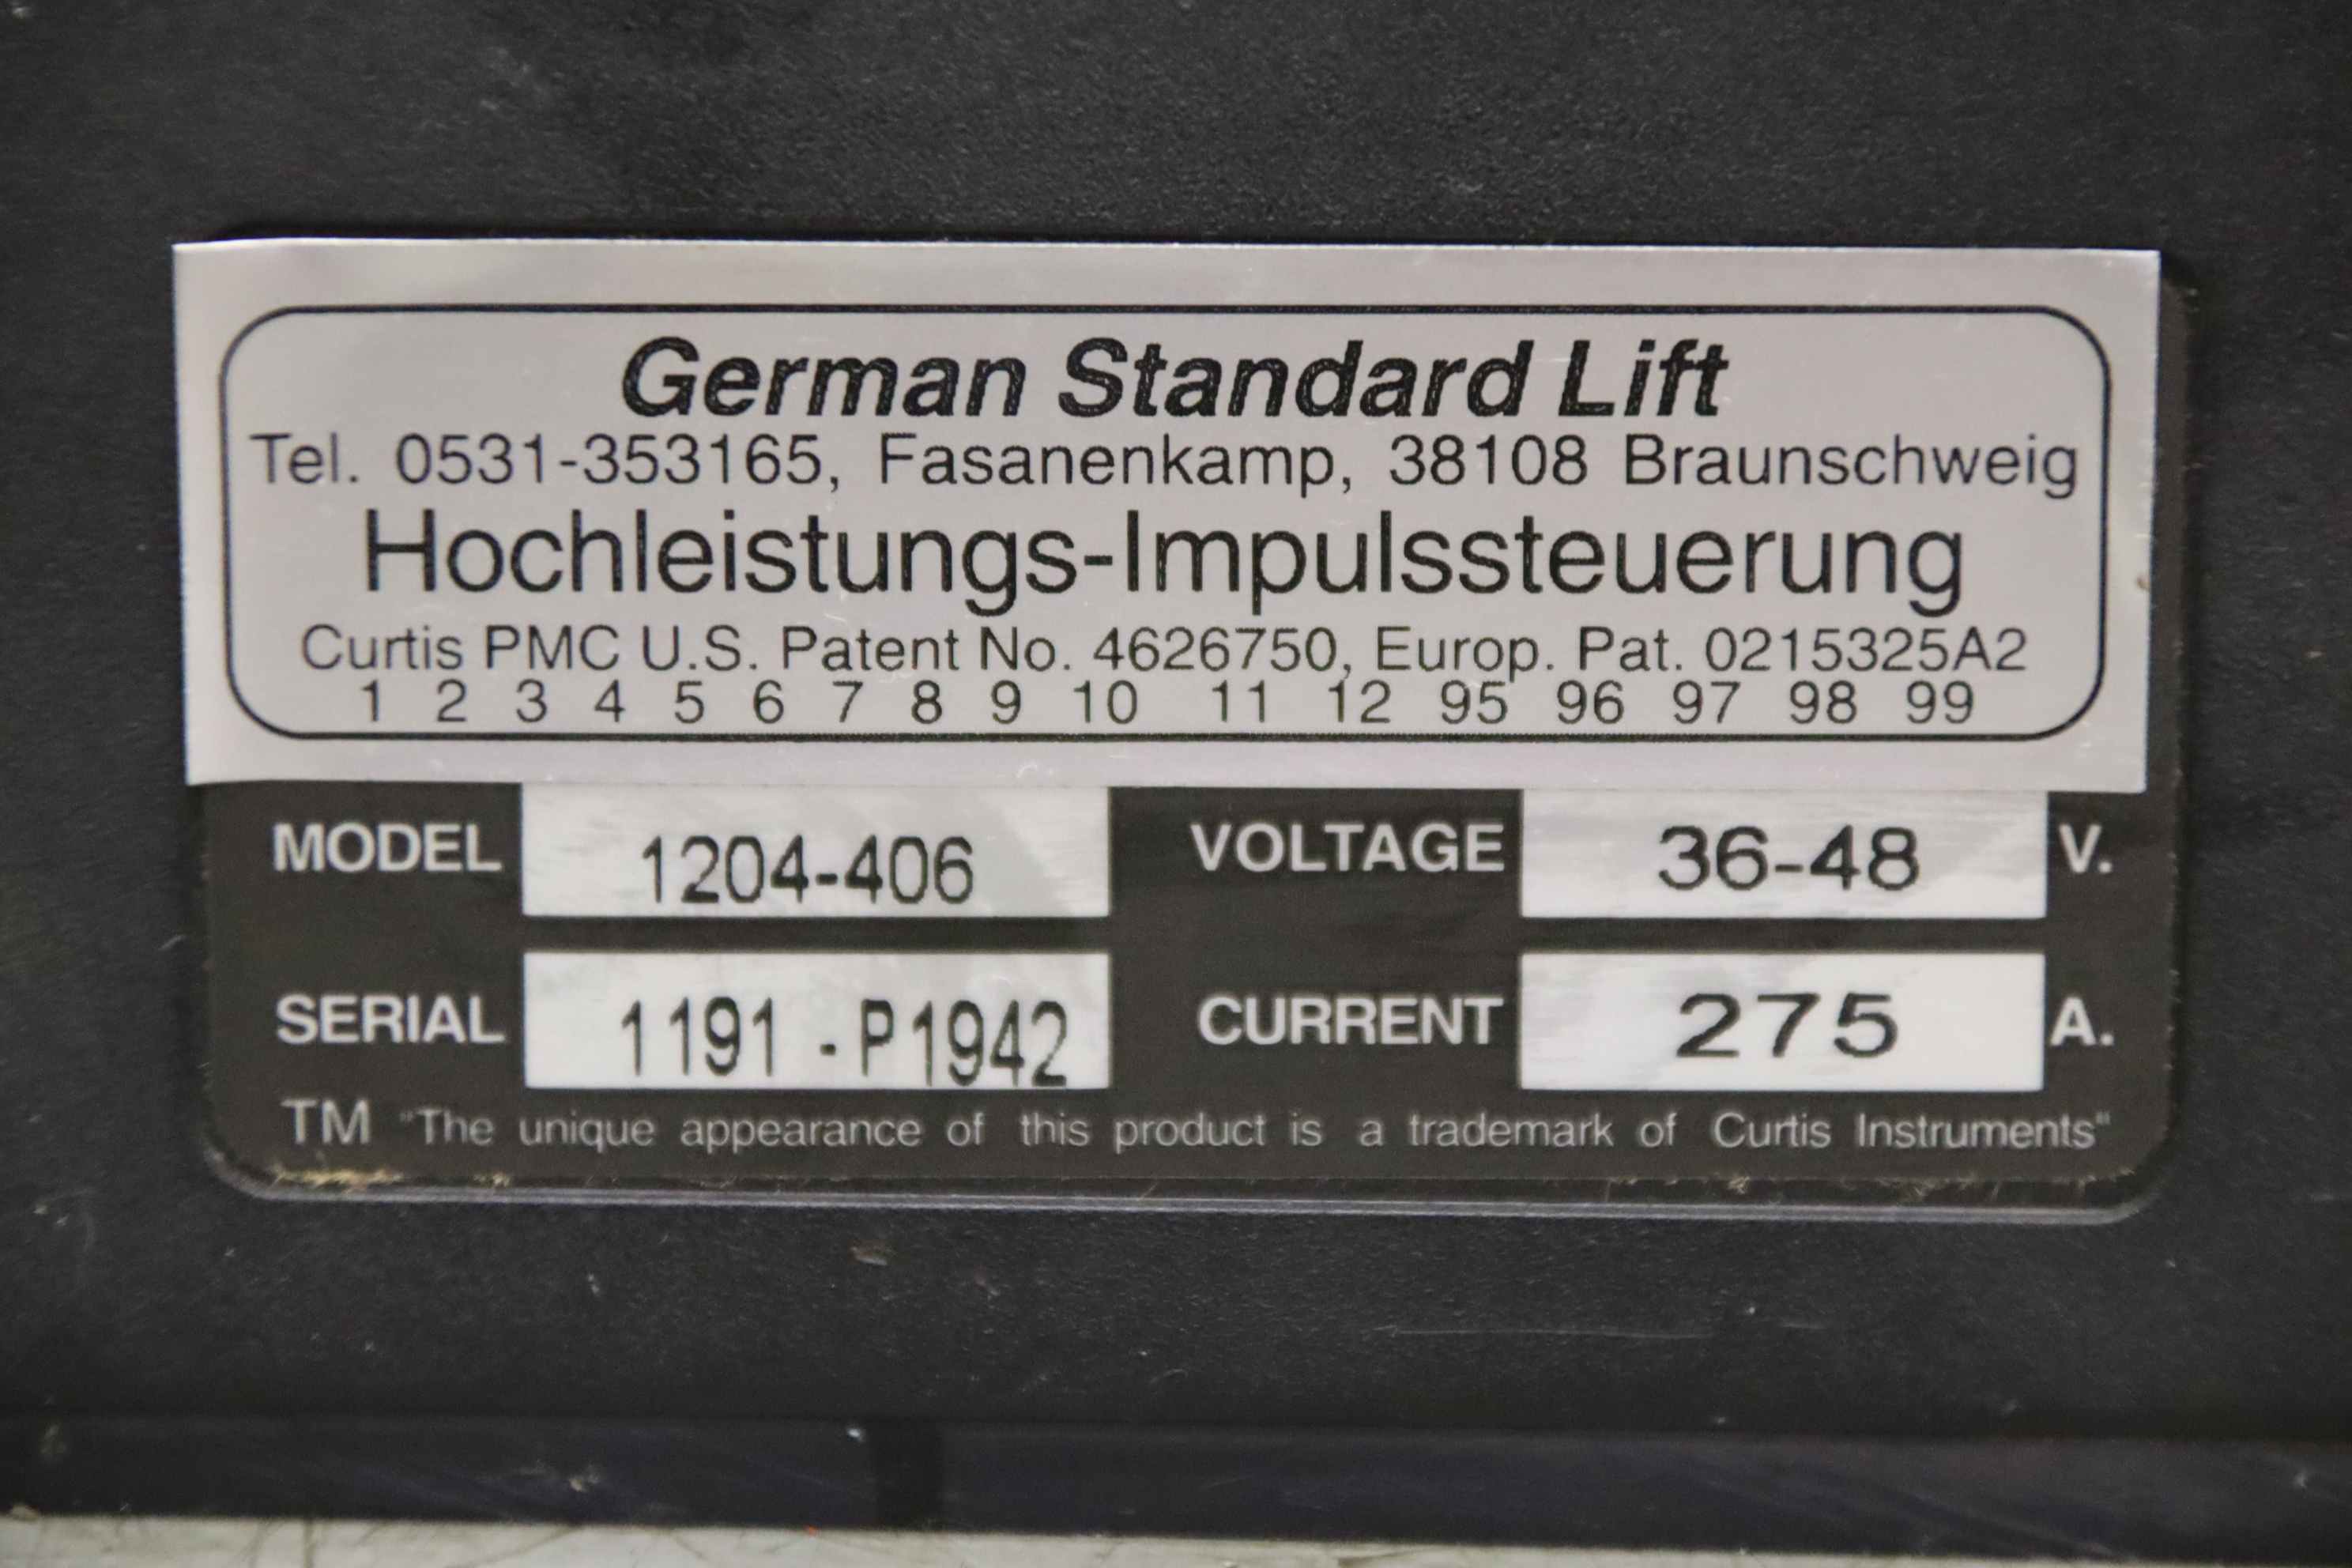 German Standard Lift
Tel. 0531-353165, Fasanenkamp, 38108 Braunschweig
Hochleistungs-Impulssteuerung
Curtis PMC U.S. Patent No. 4626750, Europ. Pat. 0215325A2
1 2 3 4 5 6 7 8 9 10 11 12 95 96 97 98 99
MODEL 1204-406 VOLTAGE 36-48 V.
SERIAL 1191 - P1942 CURRENT 275 A.
TM "The unique appearance of this product is a trademark of Curtis Instruments"